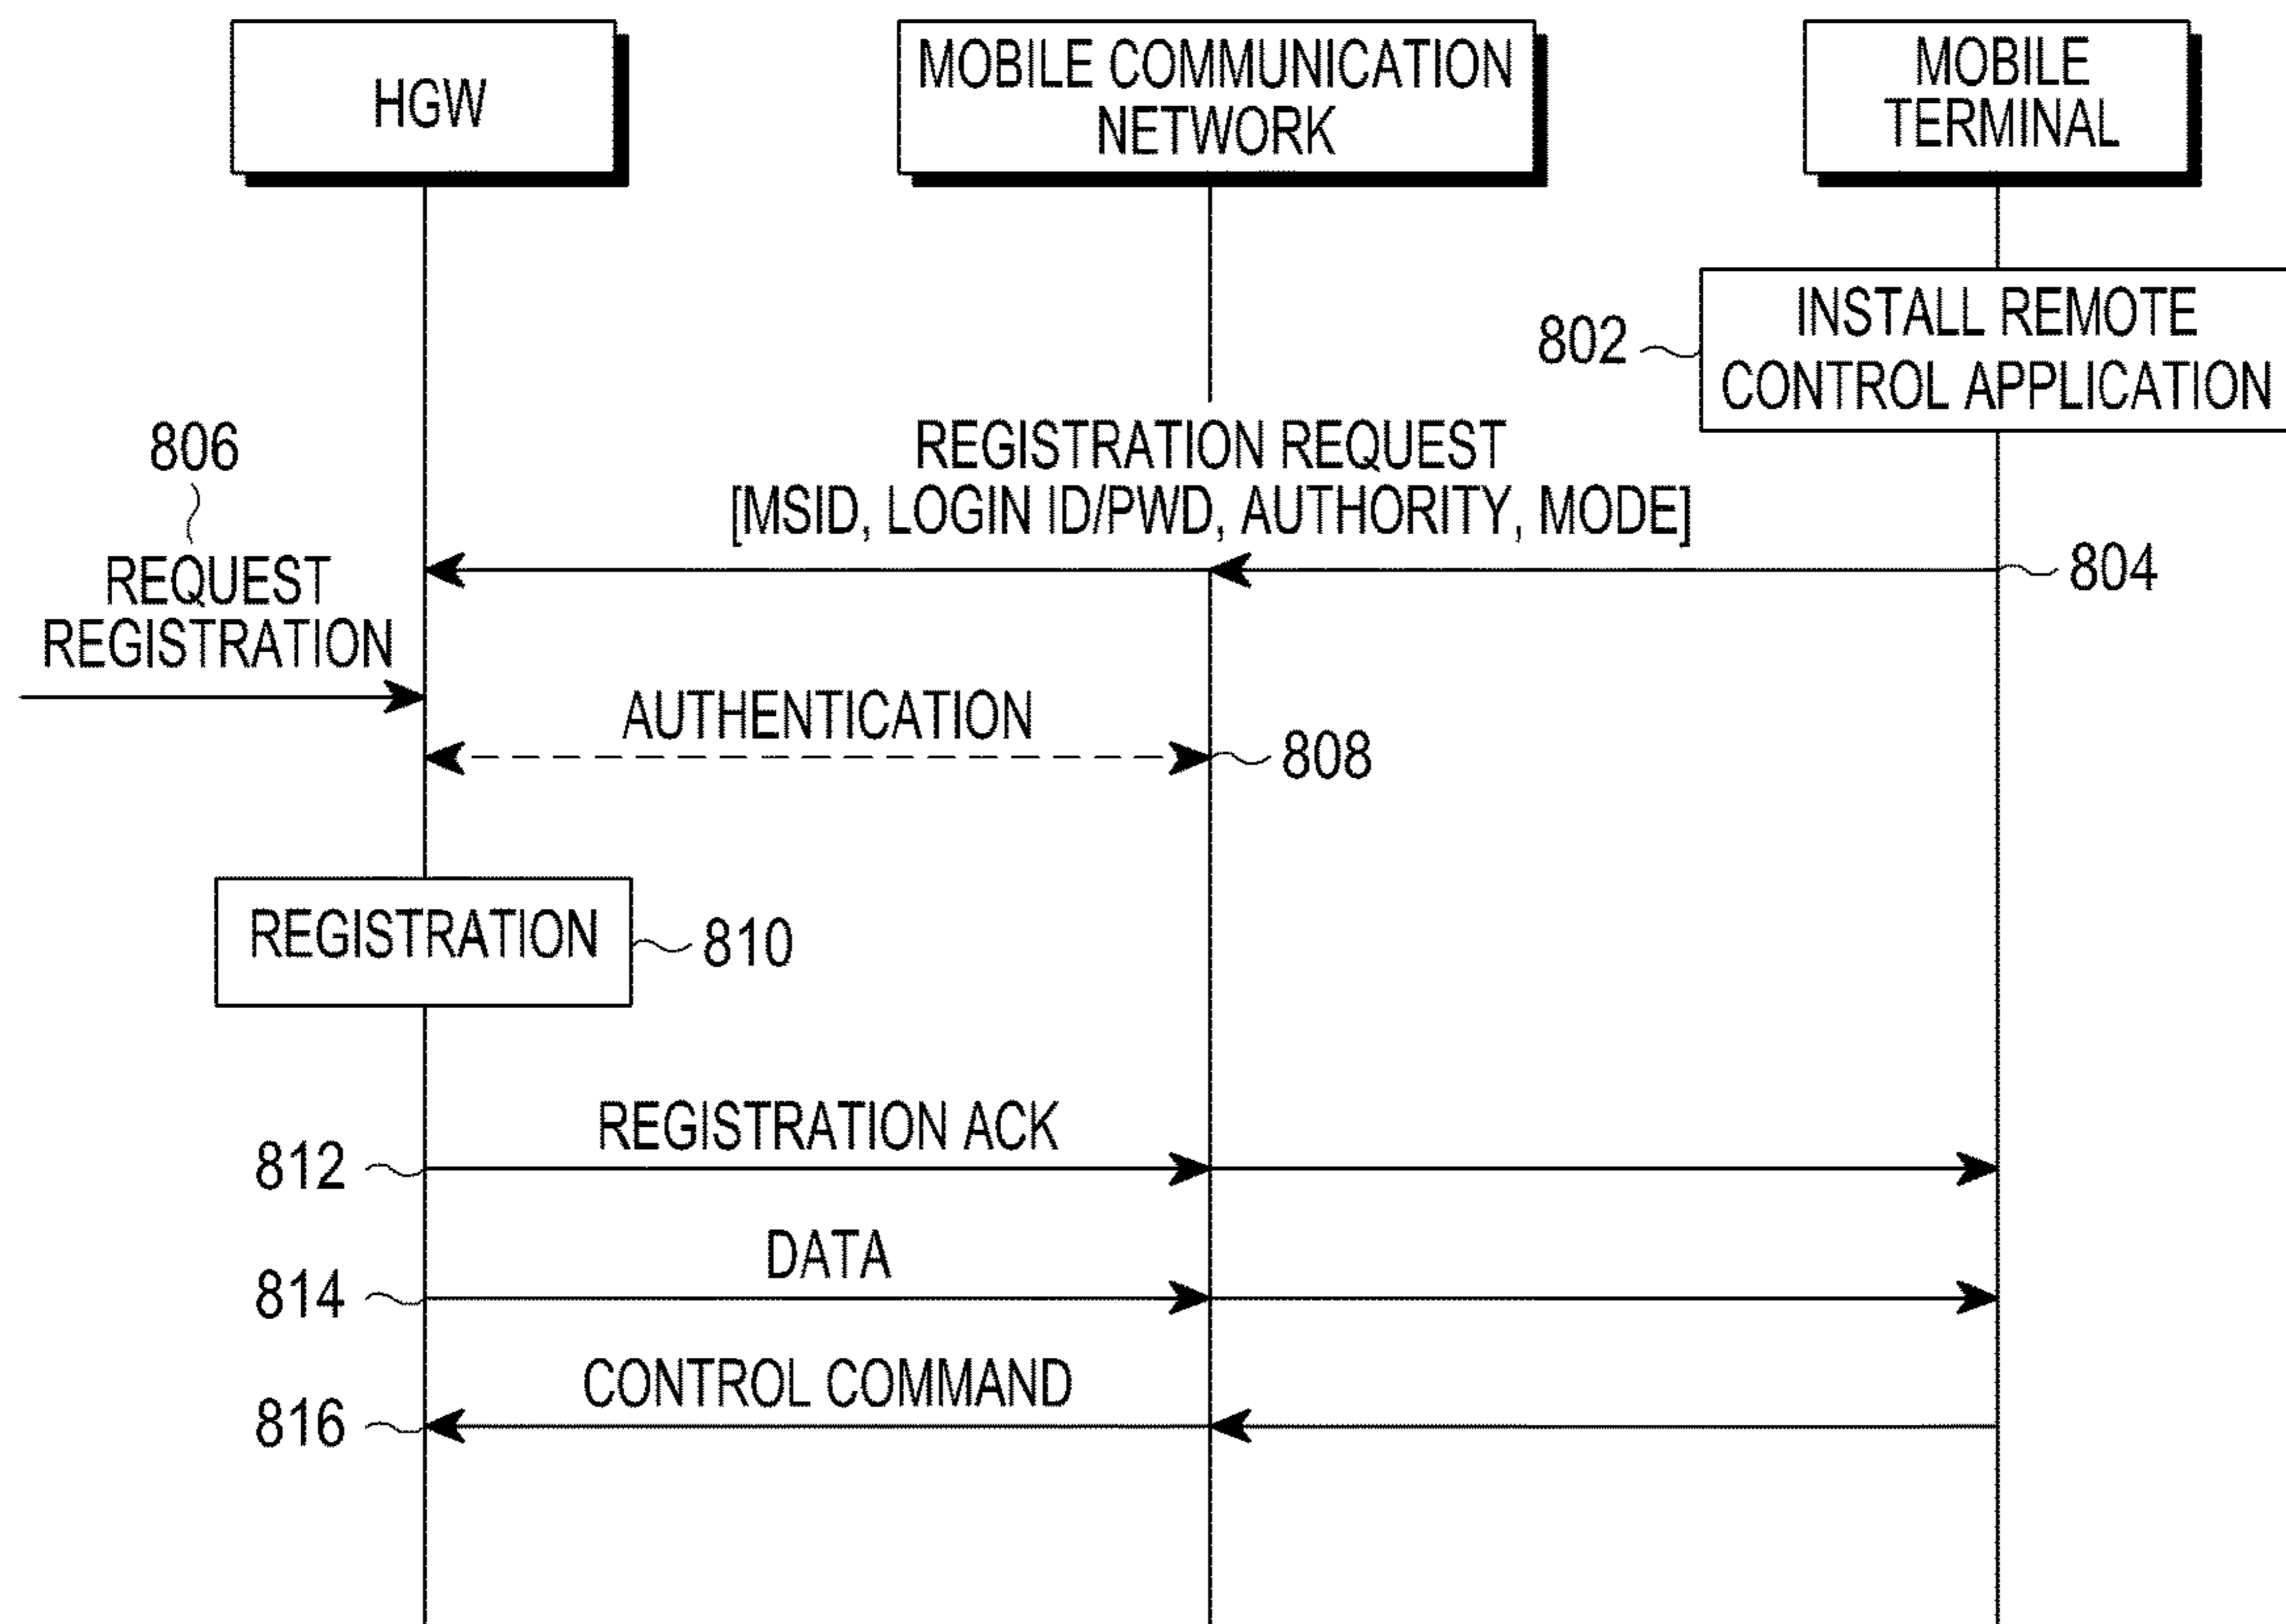 HGW
MOBILE COMMUNICATION
NETWORK
MOBILE
TERMINAL
INSTALL REMOTE
CONTROL APPLICATION
802
REGISTRATION REQUEST
[MSID, LOGIN ID/PWD, AUTHORITY, MODE]
804
806
REQUEST
REGISTRATION
AUTHENTICATION
808
REGISTRATION
810
REGISTRATION ACK
812
DATA
814
CONTROL COMMAND
816